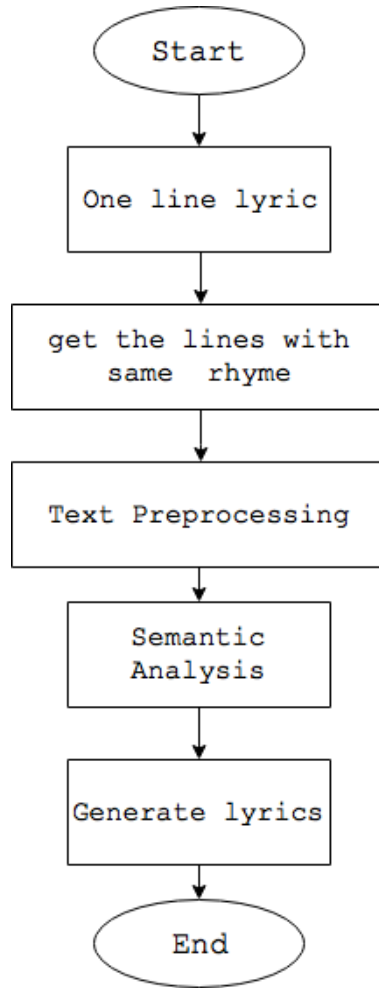 Start
One line lyric
get the lines with
same rhyme
Text Preprocessing
Semantic
Analysis
Generate lyrics
End